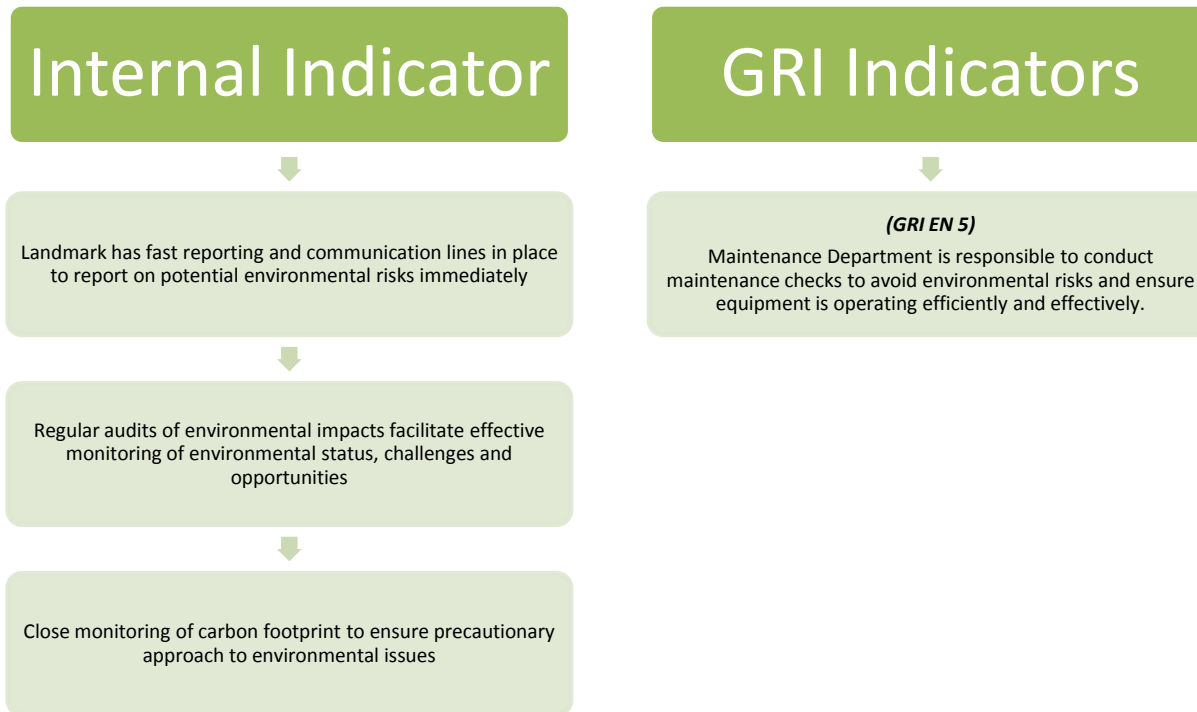 Internal Indicator
Landmark has fast reporting and communication lines in place
to report on potential environmental risks immediately
Regular audits of environmental impacts facilitate effective
monitoring of environmental status, challenges and
opportunities
Close monitoring of carbon footprint to ensure precautionary
approach to environmental issues
GRI Indicators
(GRI EN 5)
Maintenance Department is responsible to conduct
maintenance checks to avoid environmental risks and ensure
equipment is operating efficiently and effectively.